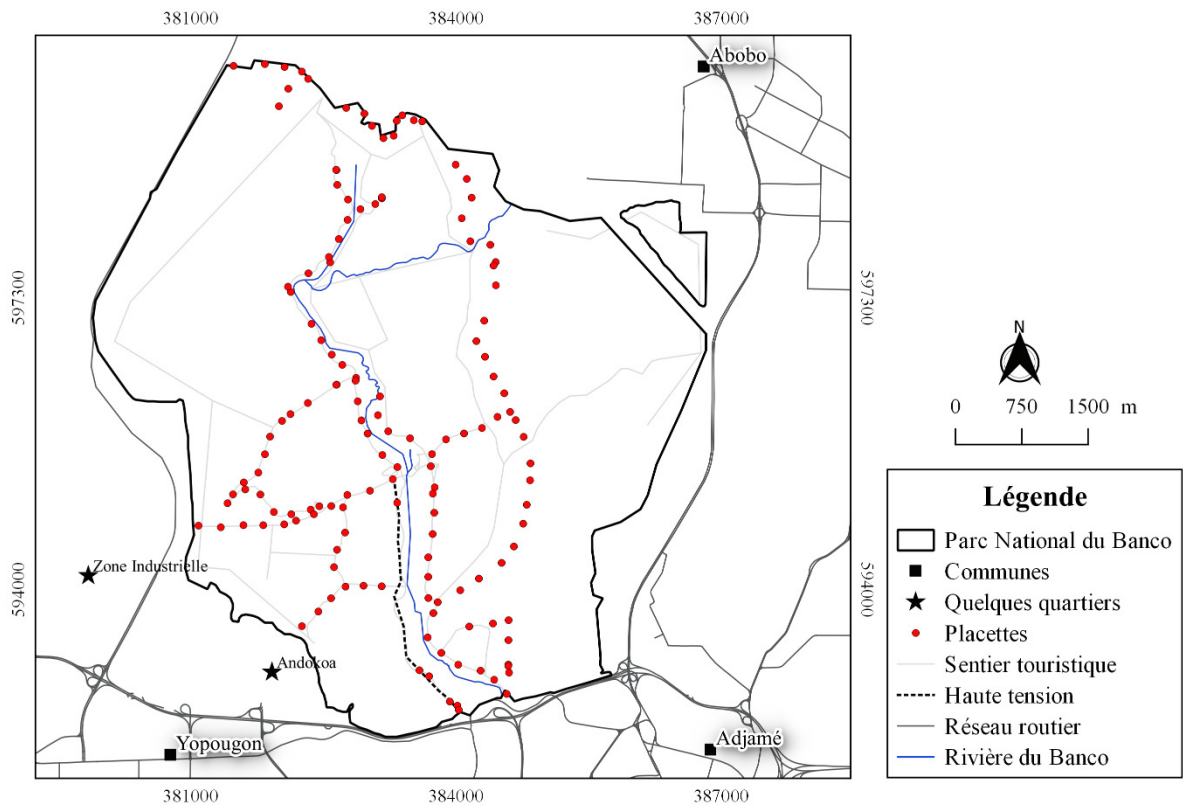 381000 384000 387000
Abobo
597300 597300
N
0 750 1500 m
Légende
Parc National du Banco
Communes
Quelques quartiers
Placettes
Sentier touristique
Haute tension
Réseau routier
Rivière du Banco
Zone Industrielle
594000 594000
Andokoa
Yopougon
Adjamé
381000 384000 387000